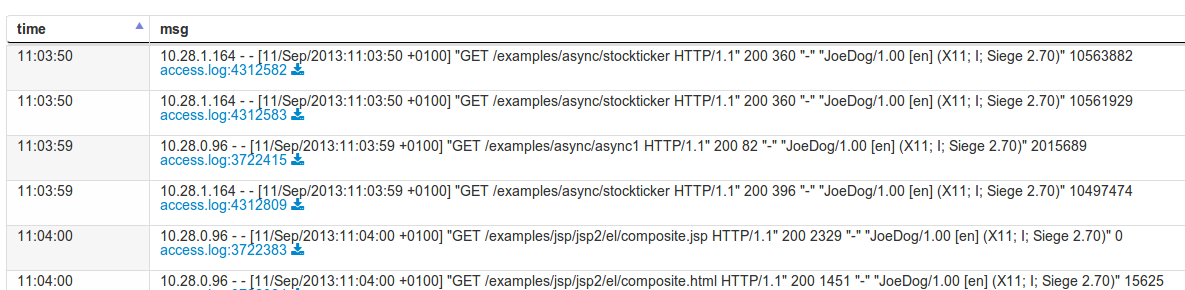 time msg
11:03:50 10.28.1.164 - - [11/Sep/2013:11:03:50 +0100] "GET /examples/async/stockticker HTTP/1.1" 200 360 "-" "JoeDog/1.00 [en] (X11; I; Siege 2.70)" 10563882
access.log:4312582
11:03:50 10.28.1.164 - - [11/Sep/2013:11:03:50 +0100] "GET /examples/async/stockticker HTTP/1.1" 200 360 "-" "JoeDog/1.00 [en] (X11; I; Siege 2.70)" 10561929
access.log:4312583
11:03:59 10.28.0.96 - - [11/Sep/2013:11:03:59 +0100] "GET /examples/async/async1 HTTP/1.1" 200 82 "-" "JoeDog/1.00 [en] (X11; I; Siege 2.70)" 2015689
access.log:3722415
11:03:59 10.28.1.164 - - [11/Sep/2013:11:03:59 +0100] "GET /examples/async/stockticker HTTP/1.1" 200 396 "-" "JoeDog/1.00 [en] (X11; I; Siege 2.70)" 10497474
access.log:4312809
11:04:00 10.28.0.96 - - [11/Sep/2013:11:04:00 +0100] "GET /examples/jsp/jsp2/el/composite.jsp HTTP/1.1" 200 2329 "-" "JoeDog/1.00 [en] (X11; I; Siege 2.70)" 0
access.log:3722383
11:04:00 10.28.0.96 - - [11/Sep/2013:11:04:00 +0100] "GET /examples/jsp/jsp2/el/composite.html HTTP/1.1" 200 1451 "-" "JoeDog/1.00 [en] (X11; I; Siege 2.70)" 15625